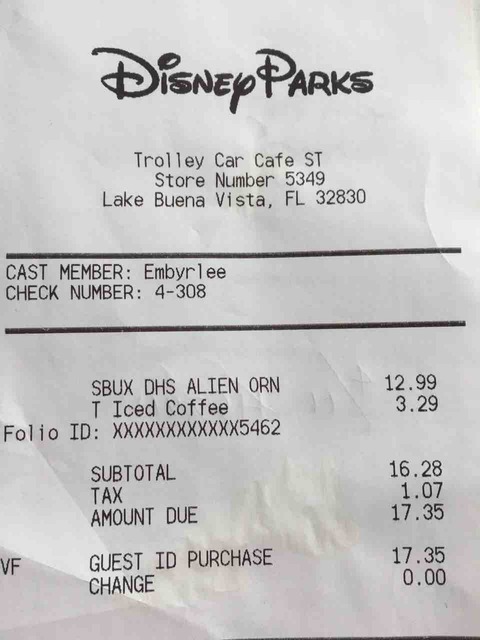 Disney Parks
Trolley Car Cafe ST
Store Number 5349
Lake Buena Vista, FL 32830
CAST MEMBER: Embyrlee
CHECK NUMBER: 4-308
SBUX DHS ALIEN ORN 12.99
T Iced Coffee 3.29
Folio ID: XXXXXXXXXXXX5462
SUBTOTAL 16.28
TAX 1.07
AMOUNT DUE 17.35
VF GUEST ID PURCHASE 17.35
CHANGE 0.00